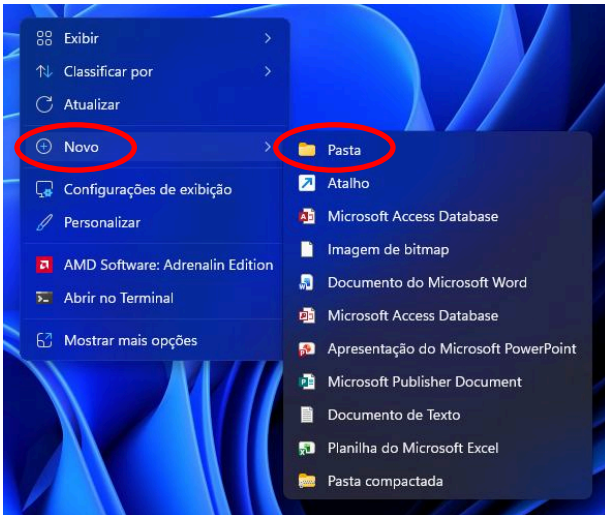 Exibir
Classificar por
Atualizar
Novo
Configurações de exibição
Personalizar
AMD Software: Adrenalin Edition
Abrir no Terminal
Mostrar mais opções
Pasta
Atalho
Microsoft Access Database
Imagem de bitmap
Documento do Microsoft Word
Microsoft Access Database
Apresentação do Microsoft PowerPoint
Microsoft Publisher Document
Documento de Texto
Planilha do Microsoft Excel
Pasta compactada